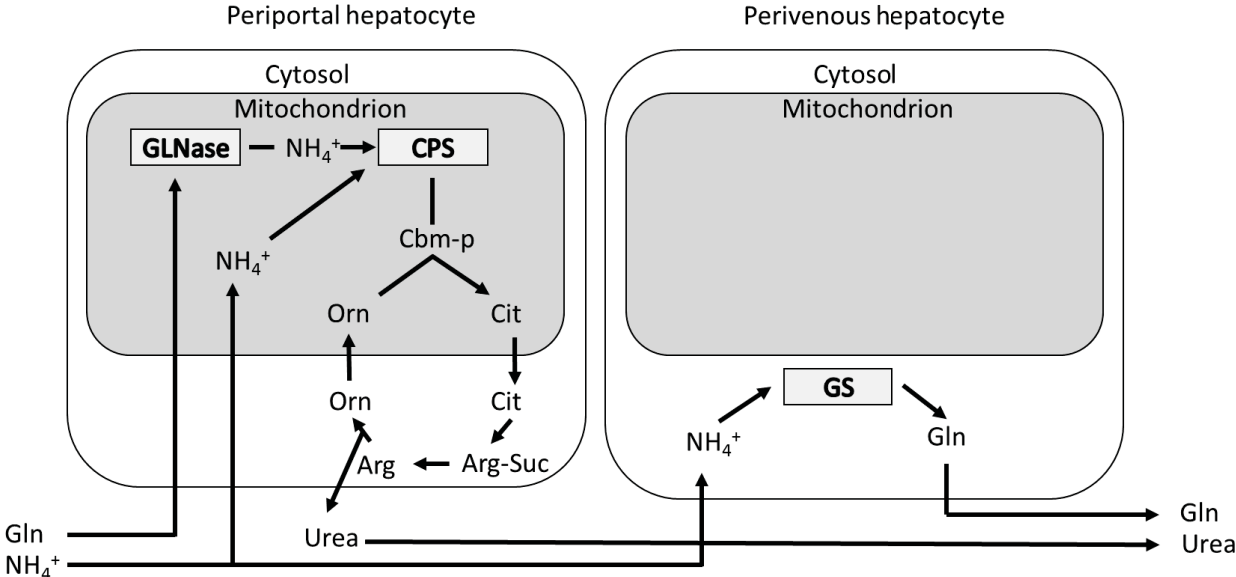 Periportal hepatocyte
Perivenous hepatocyte
Cytosol
Cytosol
Mitochondrion
Mitochondrion
GLNase
NH₄⁺
CPS
Cbm-p
NH₄⁺
Orn
Cit
Orn
Cit
Arg
Arg-Suc
GS
NH₄⁺
Gln
Gln
NH₄⁺
Urea
Gln
Urea